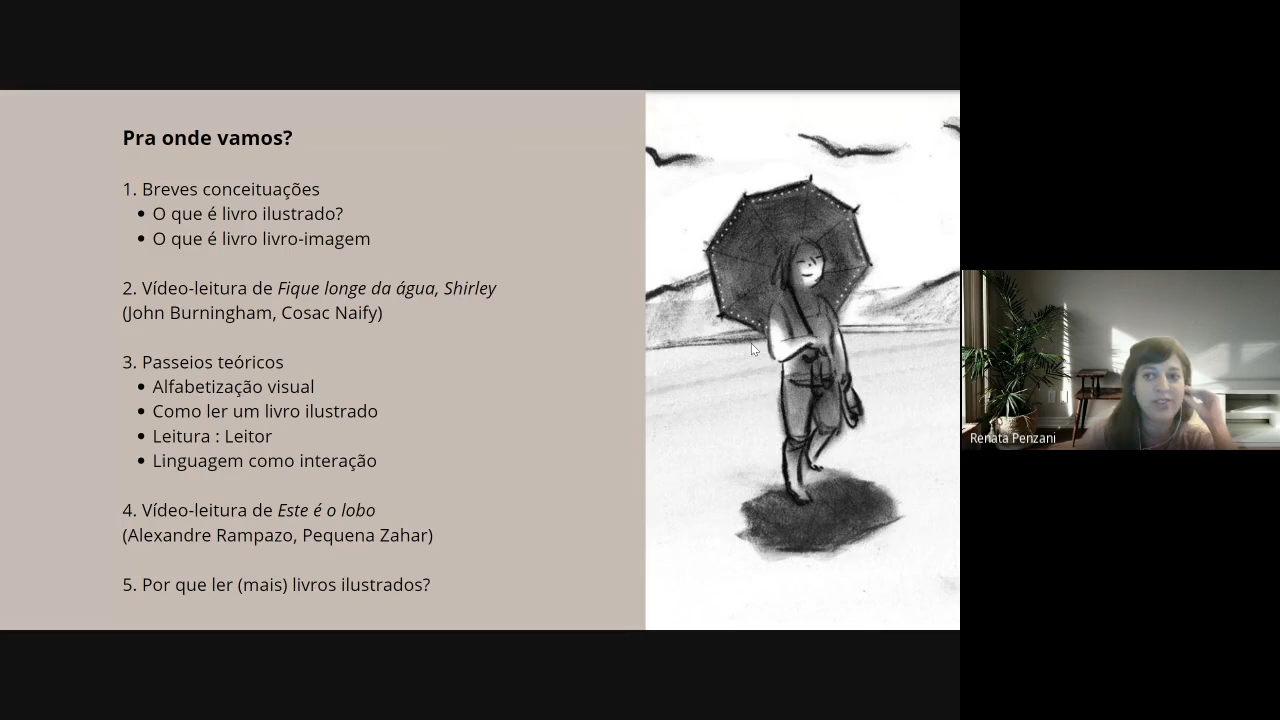 Pra onde vamos?
1. Breves conceituações
• O que é livro ilustrado?
• O que é livro livro-imagem
2. Vídeo-leitura de Fique longe da água, Shirley
(John Burningham, Cosac Naify)
3. Passeios teóricos
• Alfabetização visual
• Como ler um livro ilustrado
• Leitura : Leitor
• Linguagem como interação
4. Vídeo-leitura de Este é o lobo
(Alexandre Rampazo, Pequena Zahar)
5. Por que ler (mais) livros ilustrados?
Renata Penzani